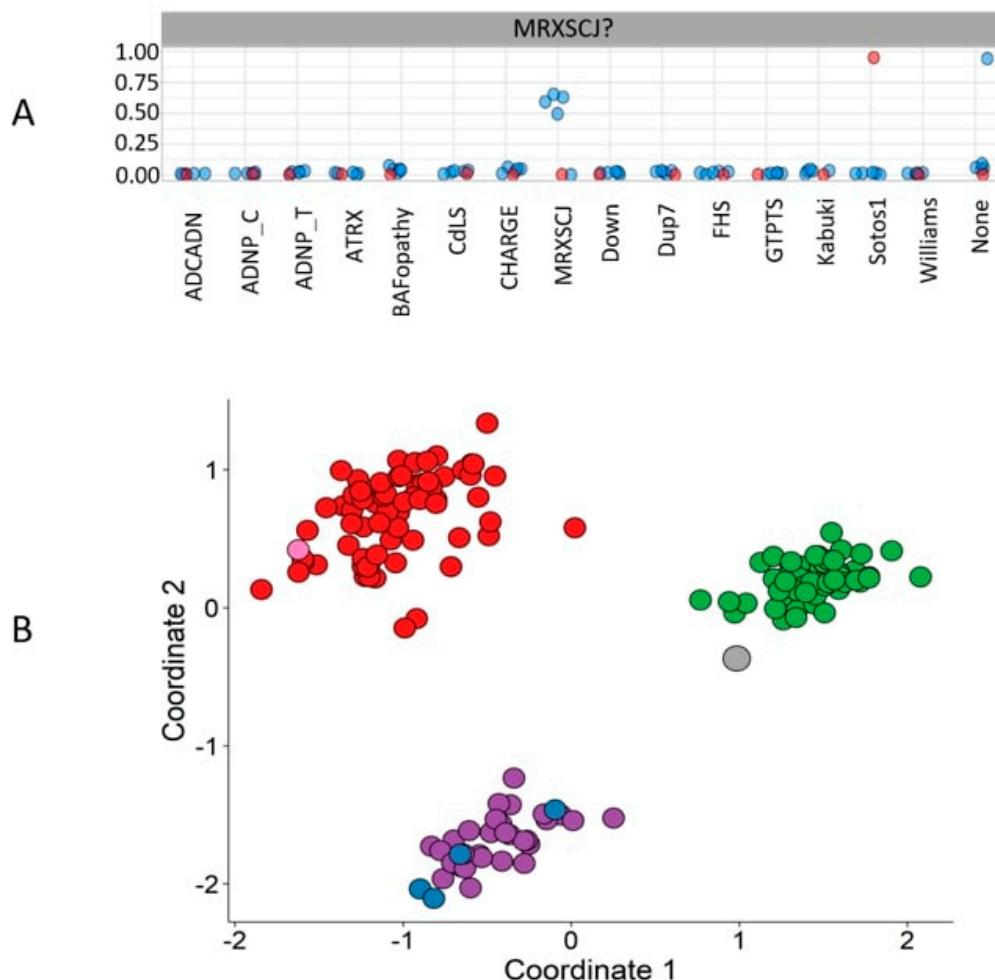 MRXSCJ?
A
1.00
0.75
0.50
0.25
0.00
ADCADN
ADNP_C
ADNP_T
ATRX
BAFopathy
CdLS
CHARGE
MRXSCJ
Down
Dup7
FHS
GTPTS
Kabuki
Sotos1
Williams
None
B
Coordinate 2
1
0
-1
-2
-2
-1
0
1
2
Coordinate 1